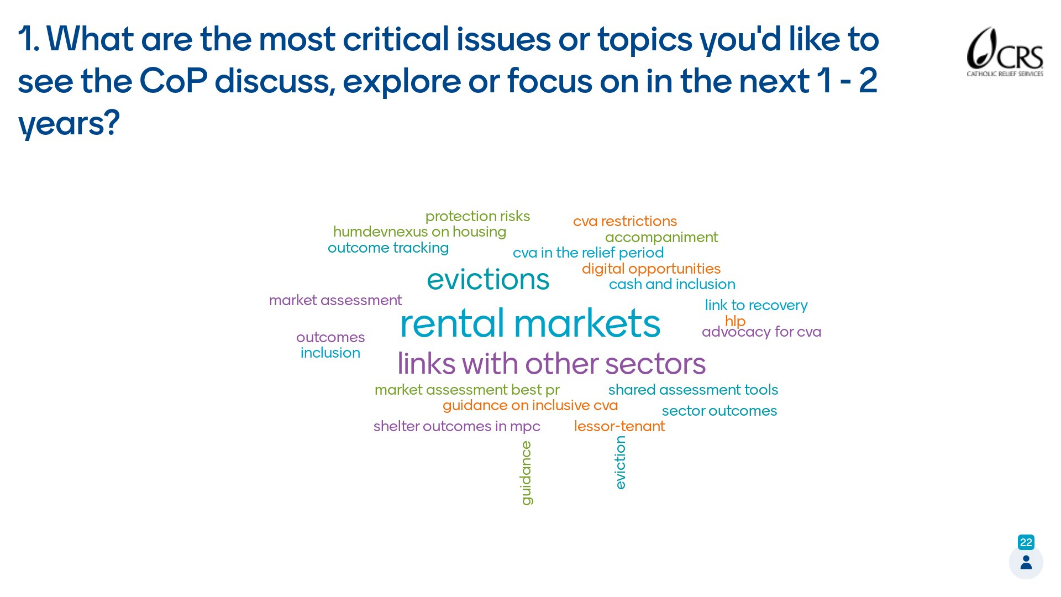 1. What are the most critical issues or topics you'd like to
see the CoP discuss, explore or focus on in the next 1 - 2
years?
CRS
CATHOLIC RELIEF SERVICES
protection risks
cva restrictions
humdevnexus on housing
accompaniment
outcome tracking
cva in the relief period
digital opportunities
evictions
cash and inclusion
market assessment
link to recovery
rental markets
hlp
advocacy for cva
outcomes
inclusion
links with other sectors
market assessment best pr
shared assessment tools
guidance on inclusive cva
sector outcomes
shelter outcomes in mpc
lessor-tenant
guidance
eviction
22